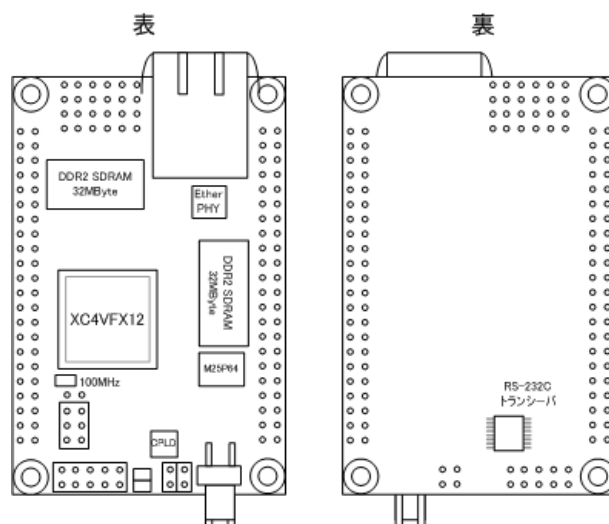 表
裏
DDR2 SDRAM
32MByte
Ether
PHY
DDR2 SDRAM
32MByte
XC4VFX12
M25P64
100MHz
CPLD
RS-232C
トランシーバ